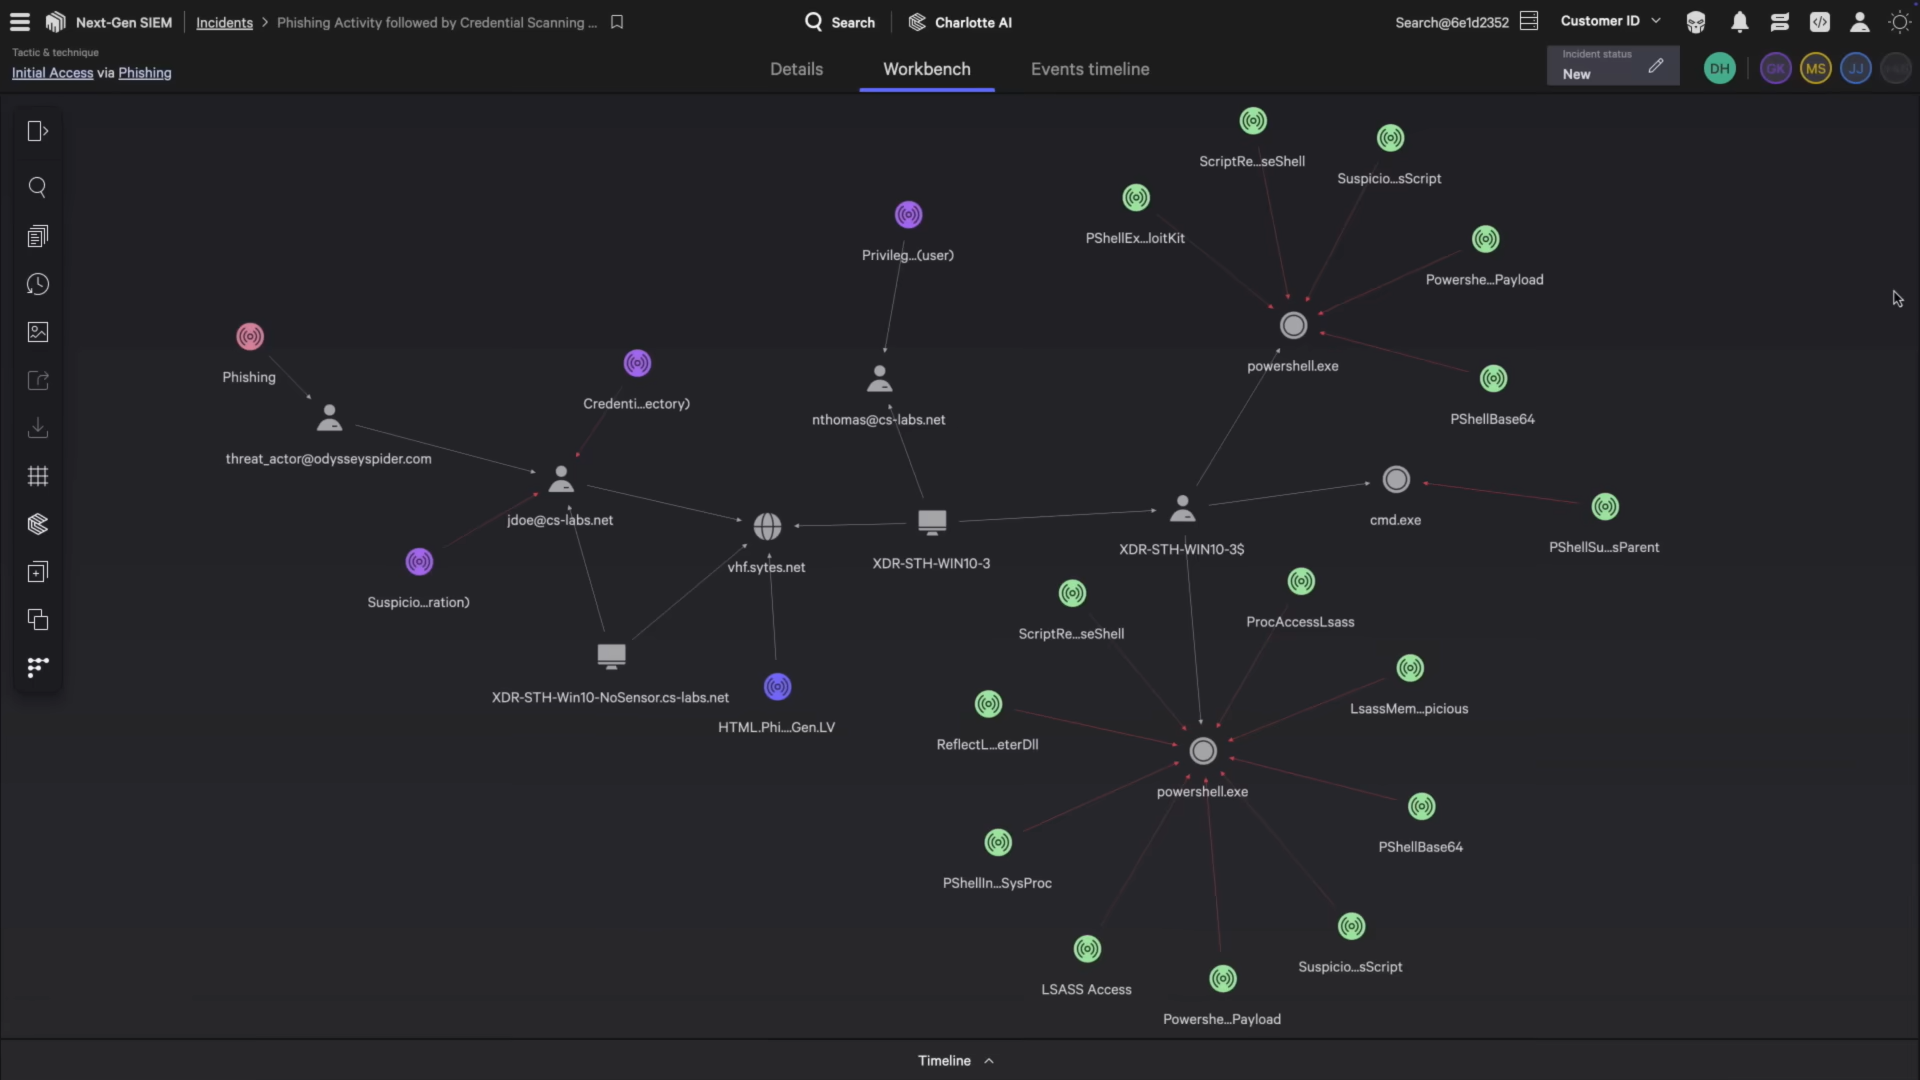 Next-Gen SIEM
Incidents
Phishing Activity followed by Credential Scanning ...
Search
Charlotte AI
Search@6e1d2352
Customer ID
Tactic & technique
Initial Access via Phishing
Details
Workbench
Events timeline
Incident status
New
DH
GK
MS
JJ
ScriptRe...seShell
Suspicio...sScript
PShellEx...loitKit
Privileg...(user)
Powershe...Payload
powershell.exe
Phishing
Credenti...ectory)
nthomas@cs-labs.net
PShellBase64
threat_actor@odysseyspider.com
jdoe@cs-labs.net
cmd.exe
XDR-STH-WIN10-3$
PShellSu...sParent
vhf.sytes.net
XDR-STH-WIN10-3
Suspicio...ration)
ProcAccessLsass
ScriptRe...seShell
XDR-STH-Win10-NoSensor.cs-labs.net
LsassMem...picious
HTML.Phi....Gen.LV
ReflectL...eterDll
powershell.exe
PShellBase64
PShellIn...SysProc
Suspicio...sScript
LSASS Access
Powershe...Payload
Timeline